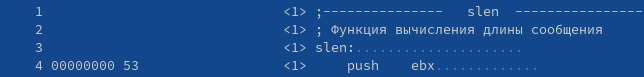 1 <1> ;--------------- slen ----------------
2 <1> ; Функция вычисления длины сообщения
3 <1> slen:.....................
4 00000000 53 <1> push ebx.............